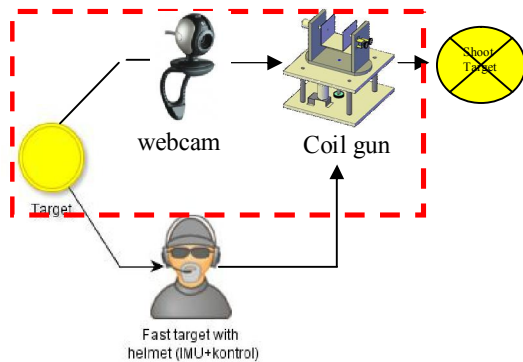 Shoot
Target
webcam
Coil gun
Target
Fast target with
helmet (IMU+kontrol)